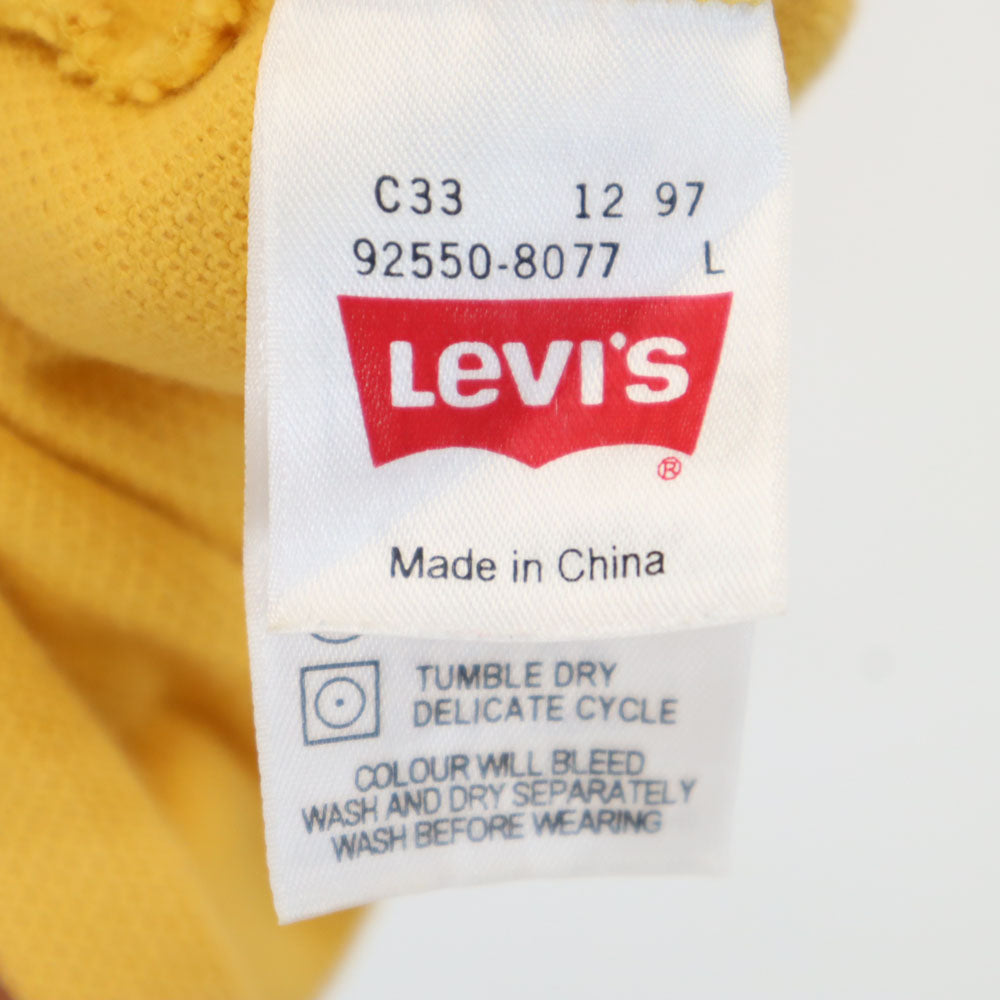 C33 12 97
92550-8077 L
LEVI'S
®
Made in China
TUMBLE DRY
DELICATE CYCLE
COLOUR WILL BLEED
WASH AND DRY SEPARATELY
WASH BEFORE WEARING